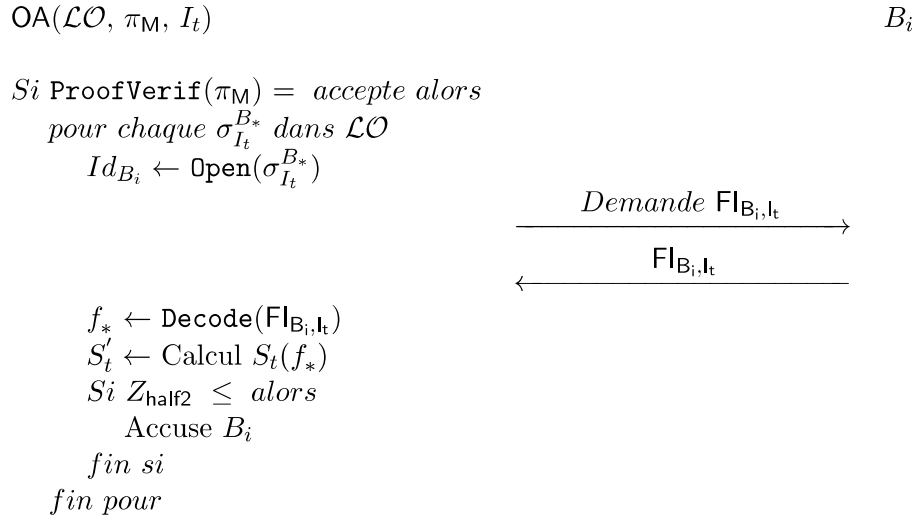 OA(𝓛𝓞, π_M, I_t) B_i
Si ProofVerif(π_M) = accepte alors
pour chaque σ_{I_t}^{B_*} dans 𝓛𝓞
Id_{B_i} ← Open(σ_{I_t}^{B_*})
Demande FI_{B_i,I_t}
FI_{B_i,I_t}
f_* ← Decode(FI_{B_i,I_t})
S_t^′ ← Calcul S_t(f_*)
Si Z_{half2} ≤ alors
Accuse B_i
fin si
fin pour